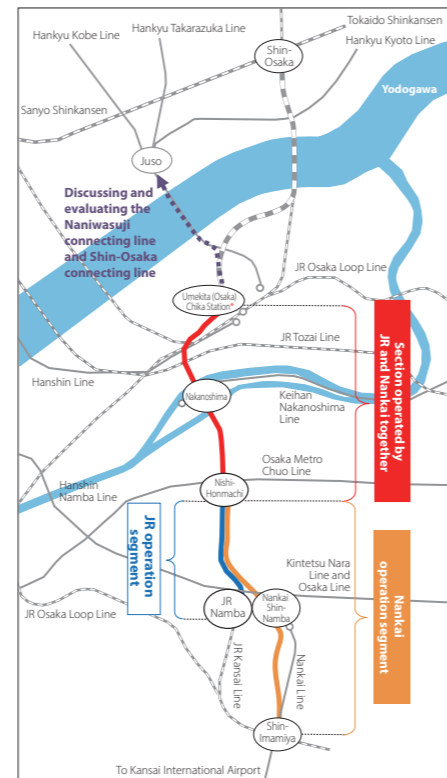 Tokaido Shinkansen
Hankyu Takarazuka Line
Hankyu Kobe Line
Hankyu Kyoto Line
Shin-
Osaka
Yodogawa
Sanyo Shinkansen
Juso
Discussing and
evaluating the
Naniwasuji
connecting line
and Shin-Osaka
connecting line
JR Osaka Loop Line
Umekita (Osaka)
Chika Station*
JR Tozai Line
Section operated by
JR and Nankai together
Hanshin Line
Nakanoshima
Keihan
Nakanoshima
Line
Osaka Metro
Chuo Line
Nishi-
Honmachi
Hanshin
Namba Line
JR operation
segment
Kintetsu Nara
Line and
Osaka Line
Nankai
operation segment
JR
Namba
Nankai
Shin-
Namba
JR Osaka Loop Line
JR Kansai Line
Nankai Line
Shin-
Imamiya
To Kansai International Airport